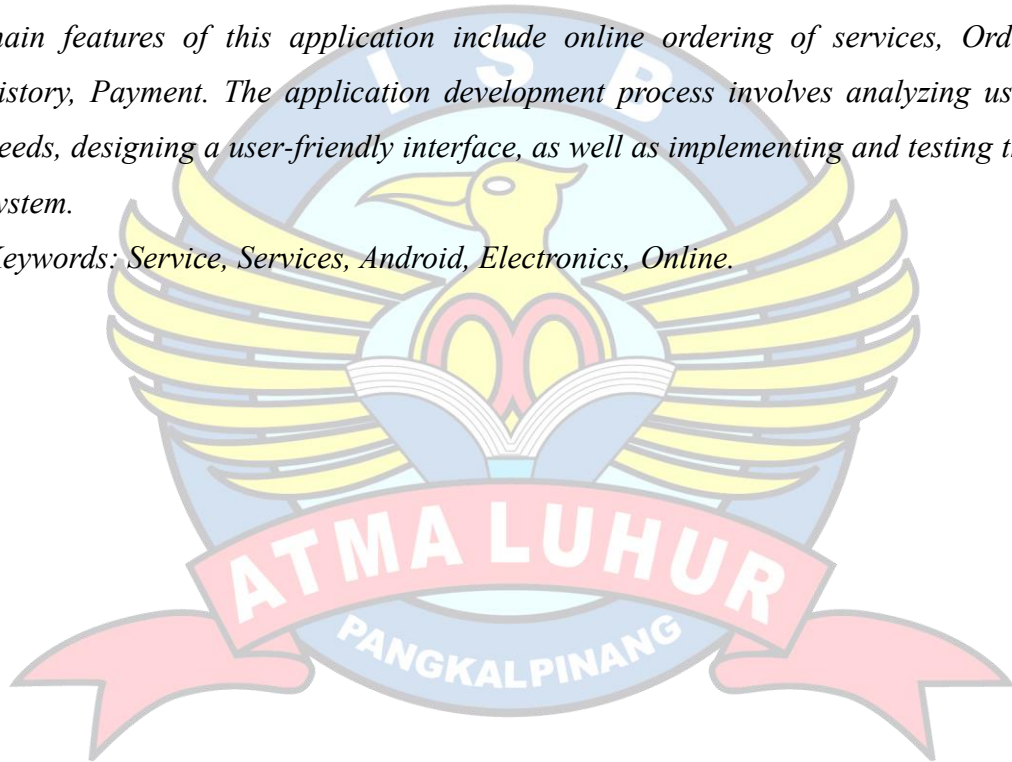 main features of this application include online ordering of services, Ord
istory, Payment. The application development process involves analyzing us
eeds, designing a user-friendly interface, as well as implementing and testing t
ystem.
Keywords: Service, Services, Android, Electronics, Online.
I S B
ATMA LUHUR
PANGKALPINANG